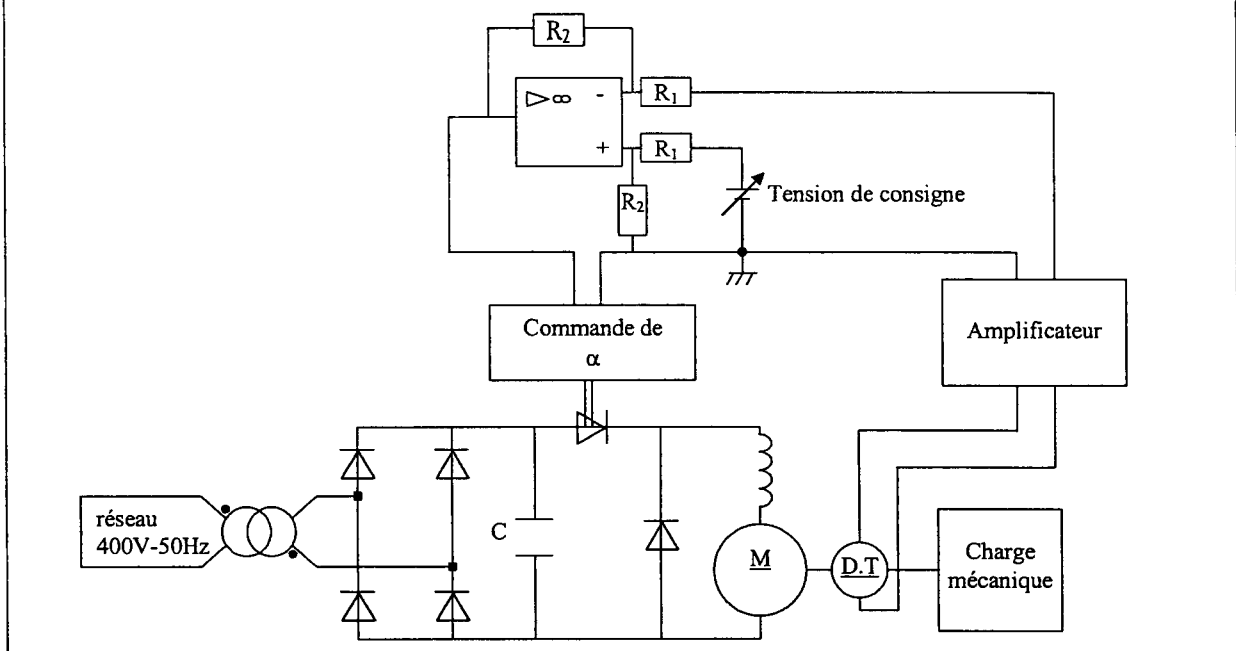 R₂
▷∞ -
R₁
+
R₁
R₂
Tension de consigne
Commande de
α
Amplificateur
réseau
400V-50Hz
C
M
D.T
Charge
mécanique